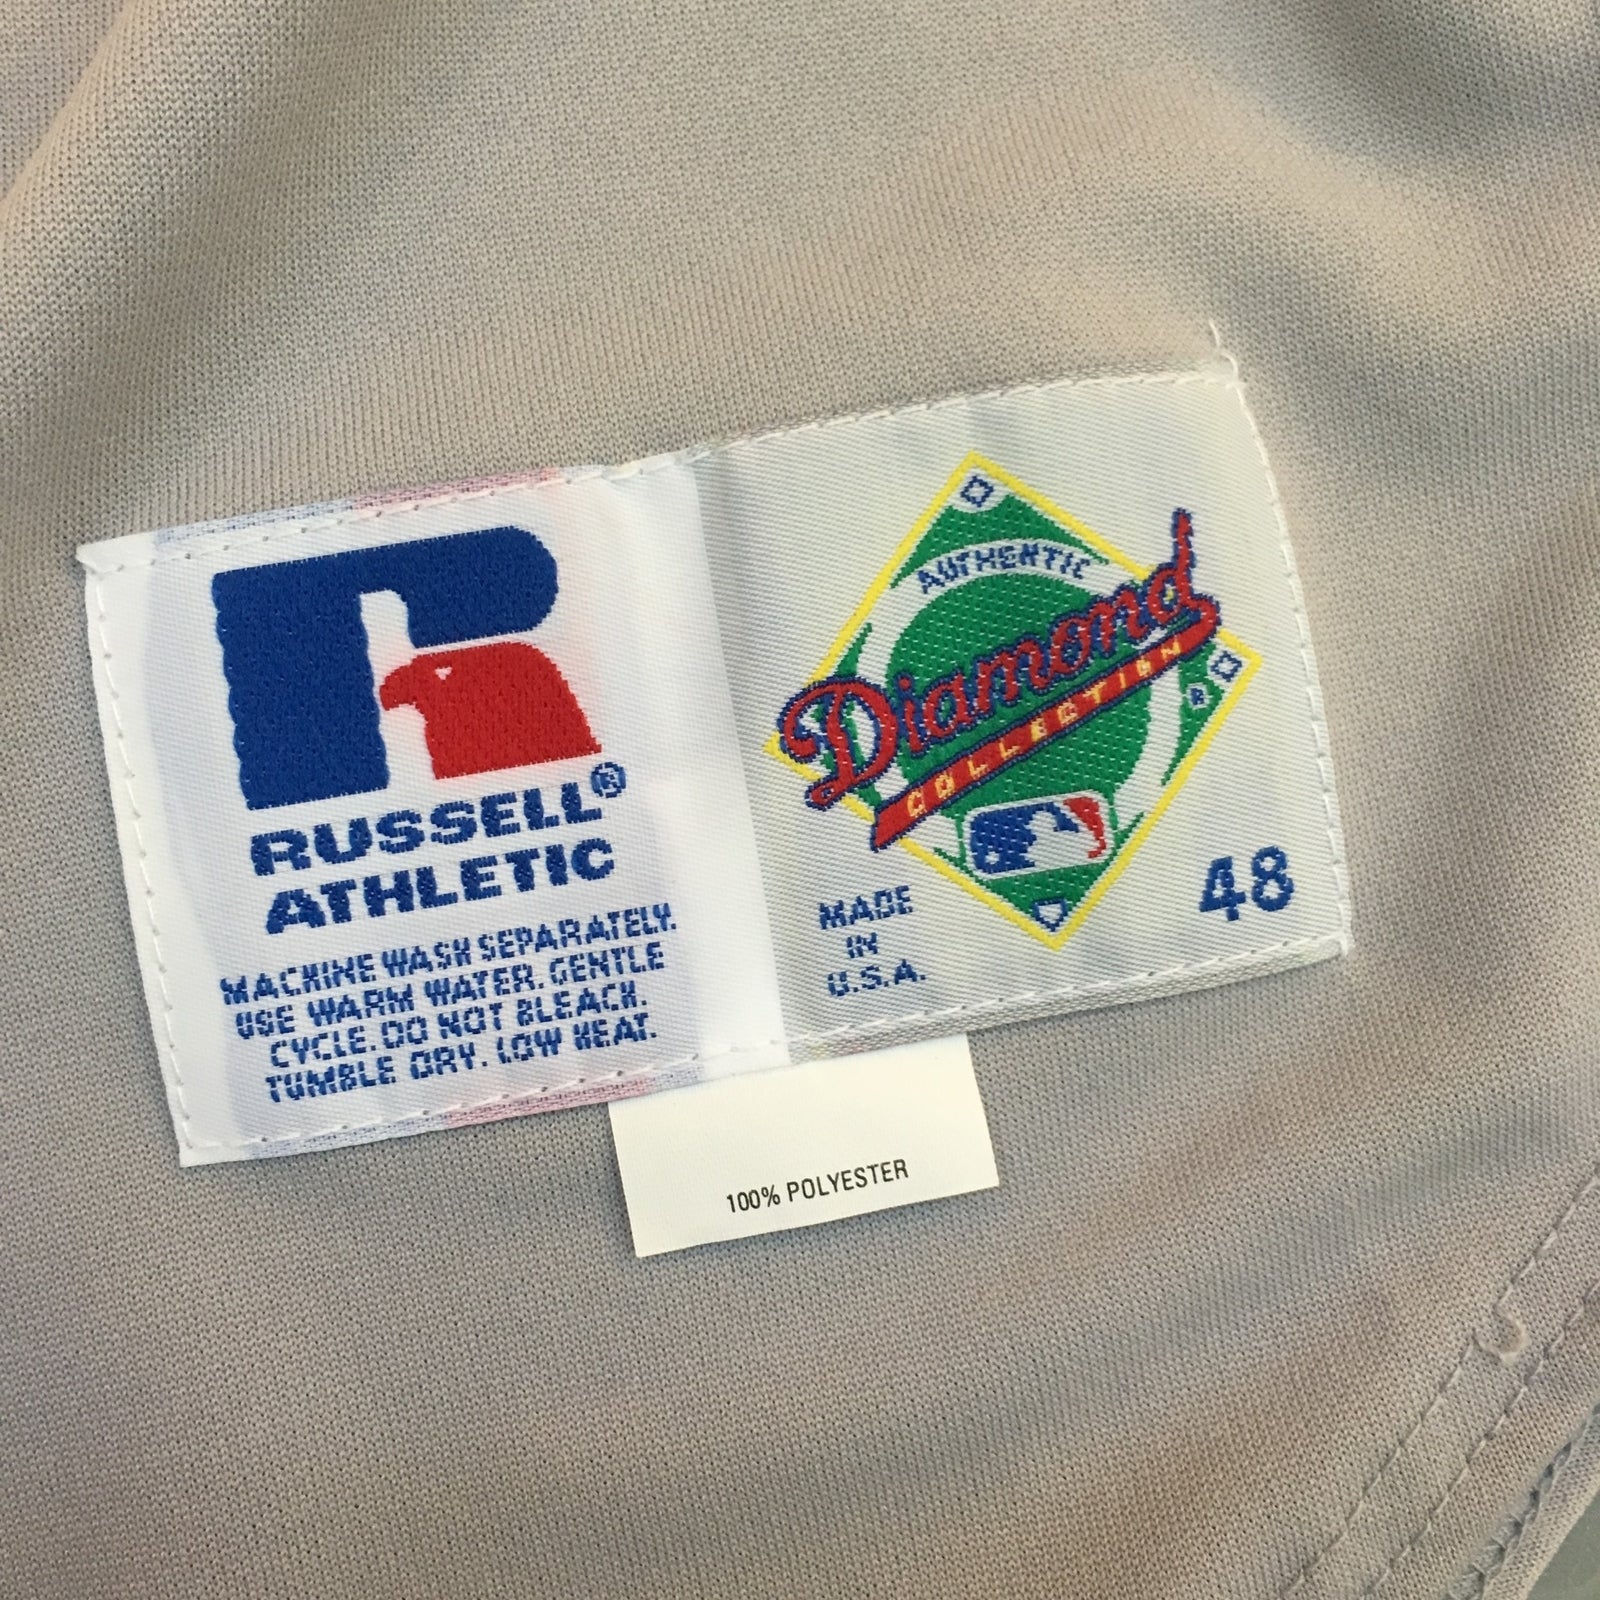 RUSSELL®
ATHLETIC
MACHINE WASH SEPARATELY.
USE WARM WATER. GENTLE
CYCLE. DO NOT BLEACH.
TUMBLE DRY. LOW HEAT.
AUTHENTIC
Diamond
COLLECTION
MADE
IN
U.S.A.
48
100% POLYESTER